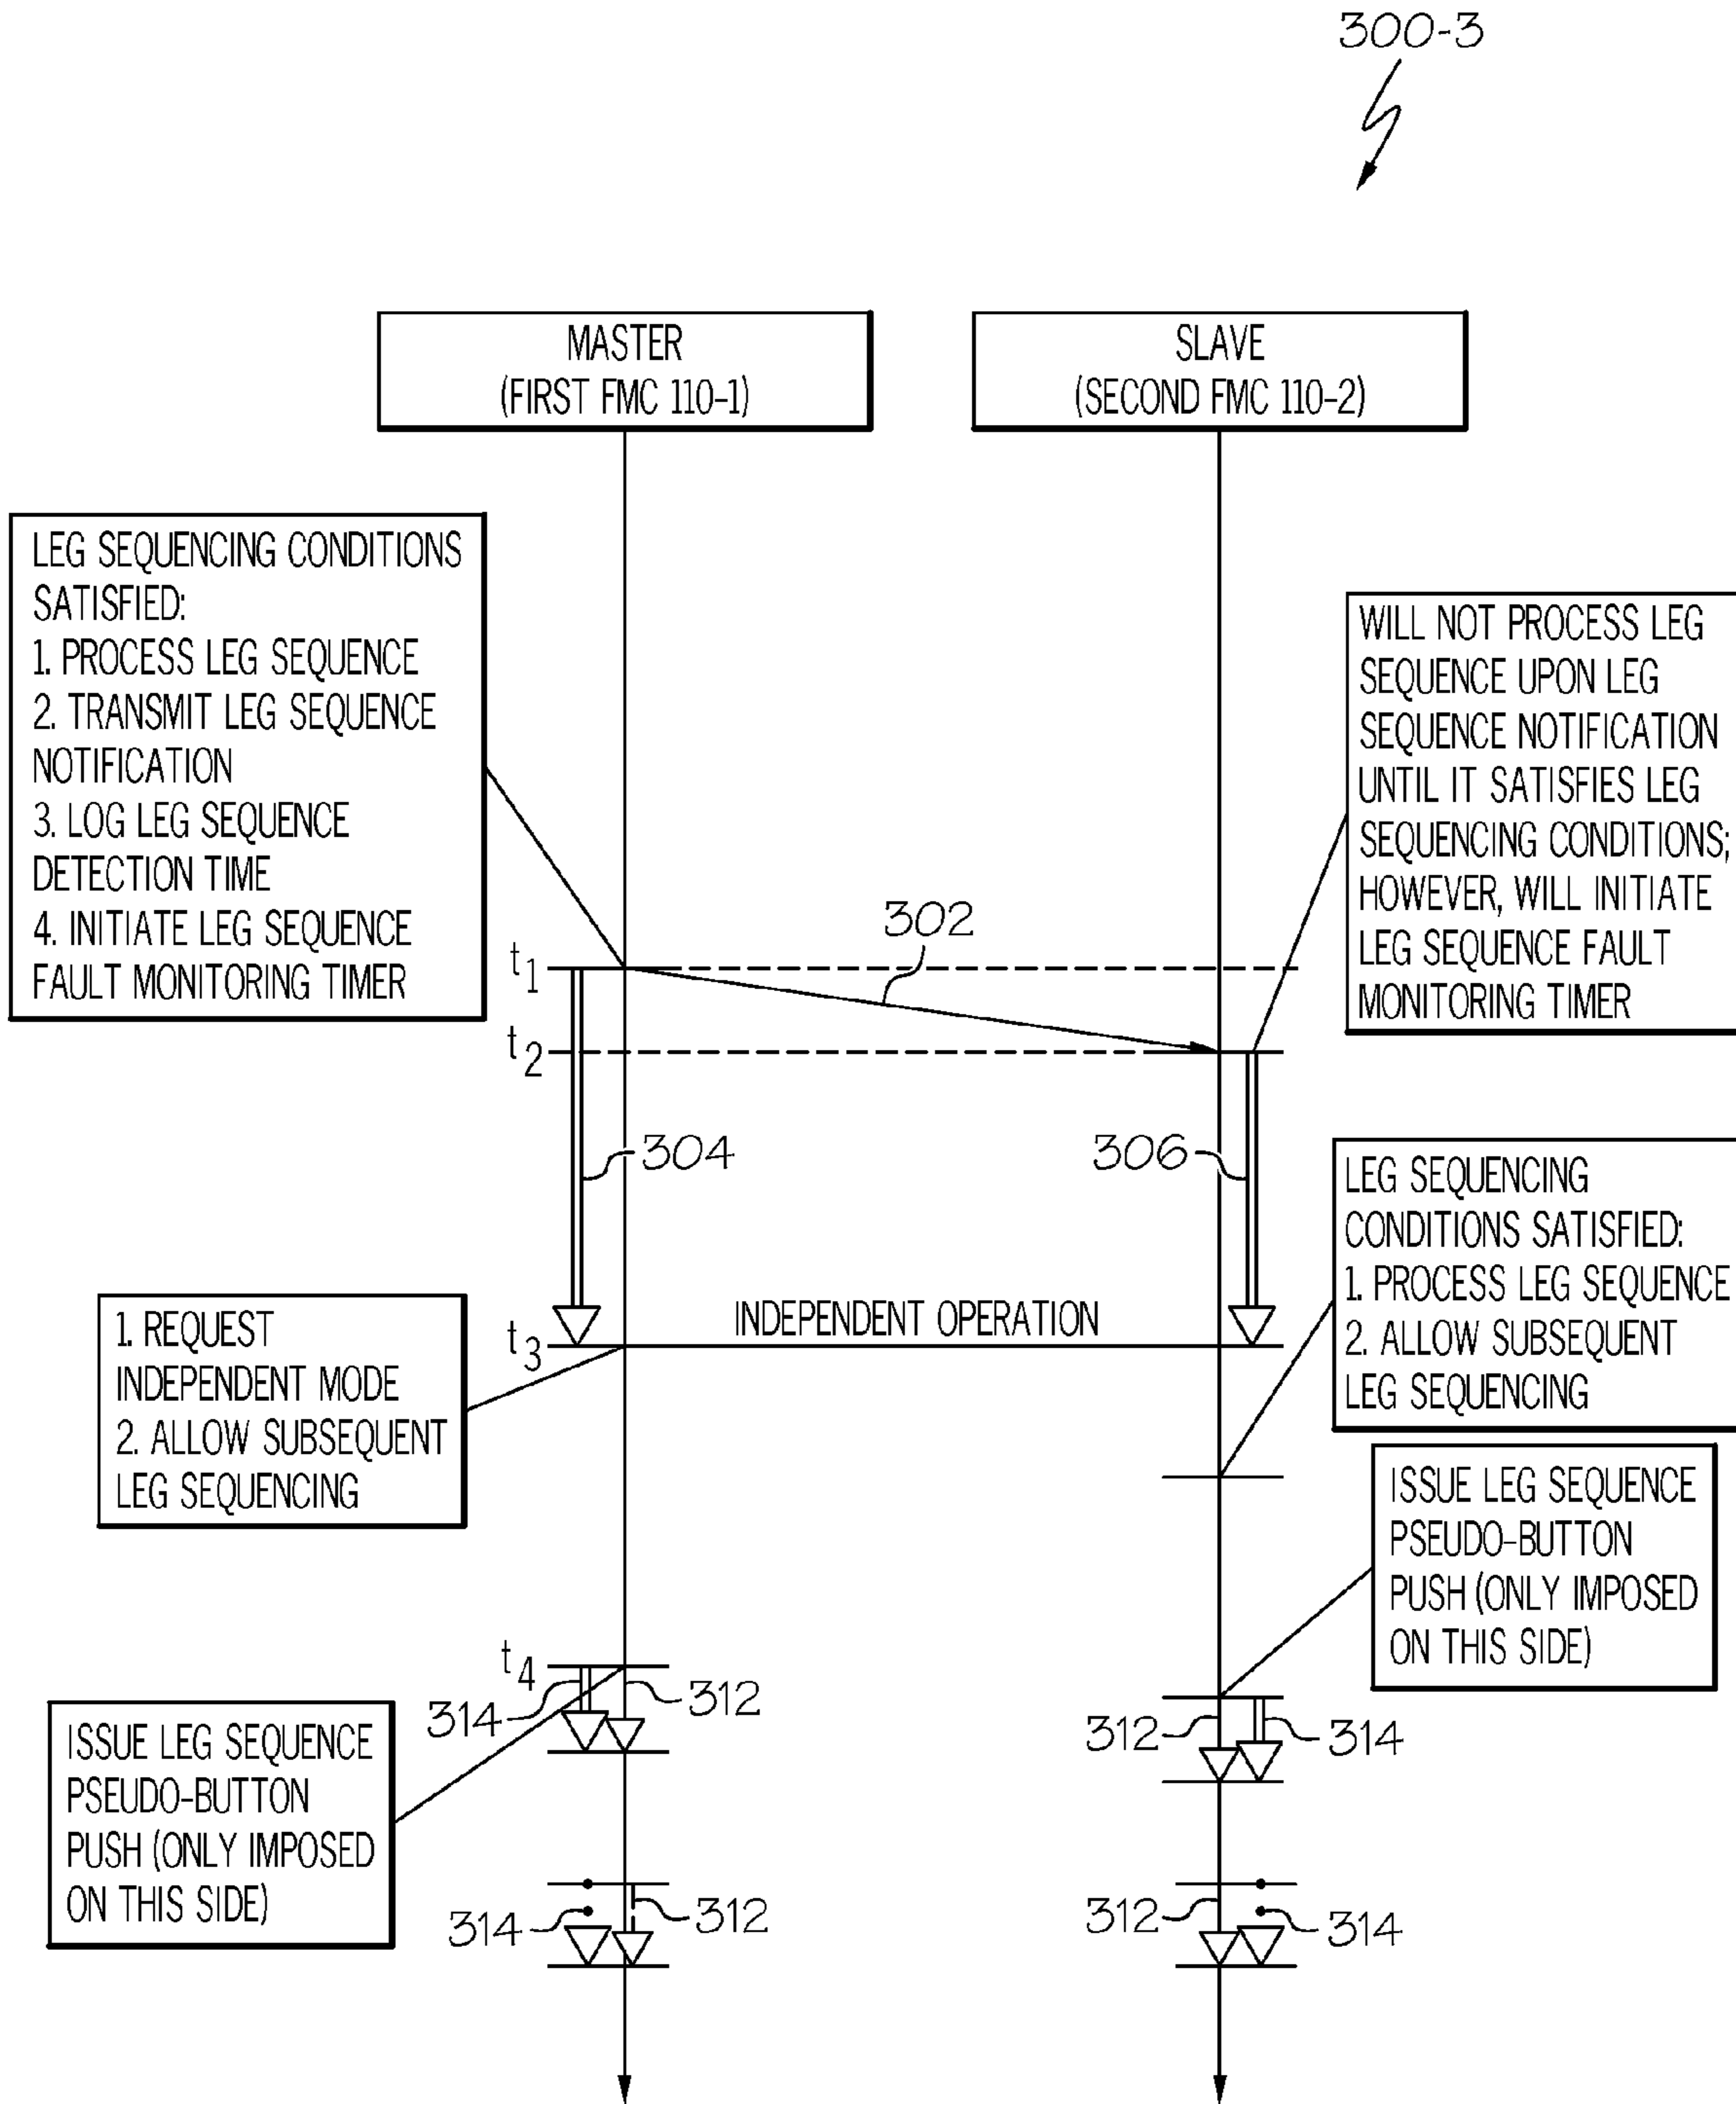 300-3
MASTER
(FIRST FMC 110-1)
SLAVE
(SECOND FMC 110-2)
LEG SEQUENCING CONDITIONS
SATISFIED:
1. PROCESS LEG SEQUENCE
2. TRANSMIT LEG SEQUENCE
NOTIFICATION
3. LOG LEG SEQUENCE
DETECTION TIME
4. INITIATE LEG SEQUENCE
FAULT MONITORING TIMER
WILL NOT PROCESS LEG
SEQUENCE UPON LEG
SEQUENCE NOTIFICATION
UNTIL IT SATISFIES LEG
SEQUENCING CONDITIONS;
HOWEVER, WILL INITIATE
LEG SEQUENCE FAULT
MONITORING TIMER
302
t1
t2
304
306
LEG SEQUENCING
CONDITIONS SATISFIED:
1. PROCESS LEG SEQUENCE
2. ALLOW SUBSEQUENT
LEG SEQUENCING
1. REQUEST
INDEPENDENT MODE
2. ALLOW SUBSEQUENT
LEG SEQUENCING
t3
INDEPENDENT OPERATION
ISSUE LEG SEQUENCE
PSEUDO-BUTTON
PUSH (ONLY IMPOSED
ON THIS SIDE)
t4
314
312
312
314
ISSUE LEG SEQUENCE
PSEUDO-BUTTON
PUSH (ONLY IMPOSED
ON THIS SIDE)
314
312
312
314